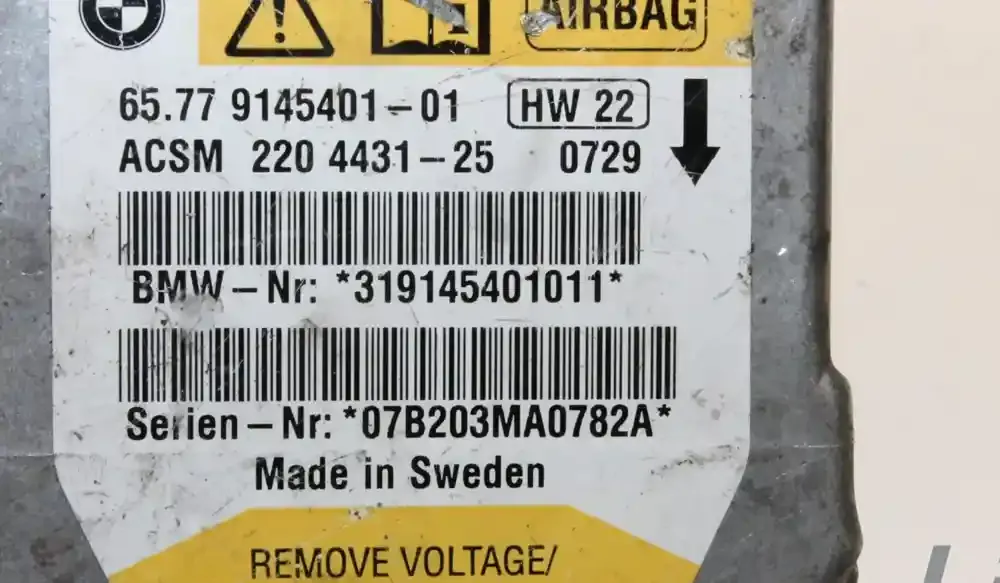 AIRBAG
65.77 9145401-01 HW 22
ACSM 220 4431-25 0729
BMW-Nr: *319145401011*
Serien-Nr: *07B203MA0782A*
Made in Sweden
REMOVE VOLTAGE/